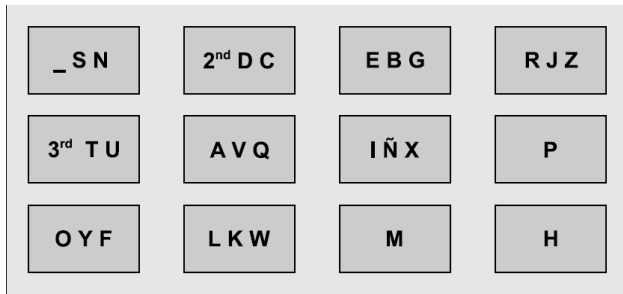 _ S N 2nd D C E B G R J Z
3rd T U A V Q I Ñ X P
O Y F L K W M H